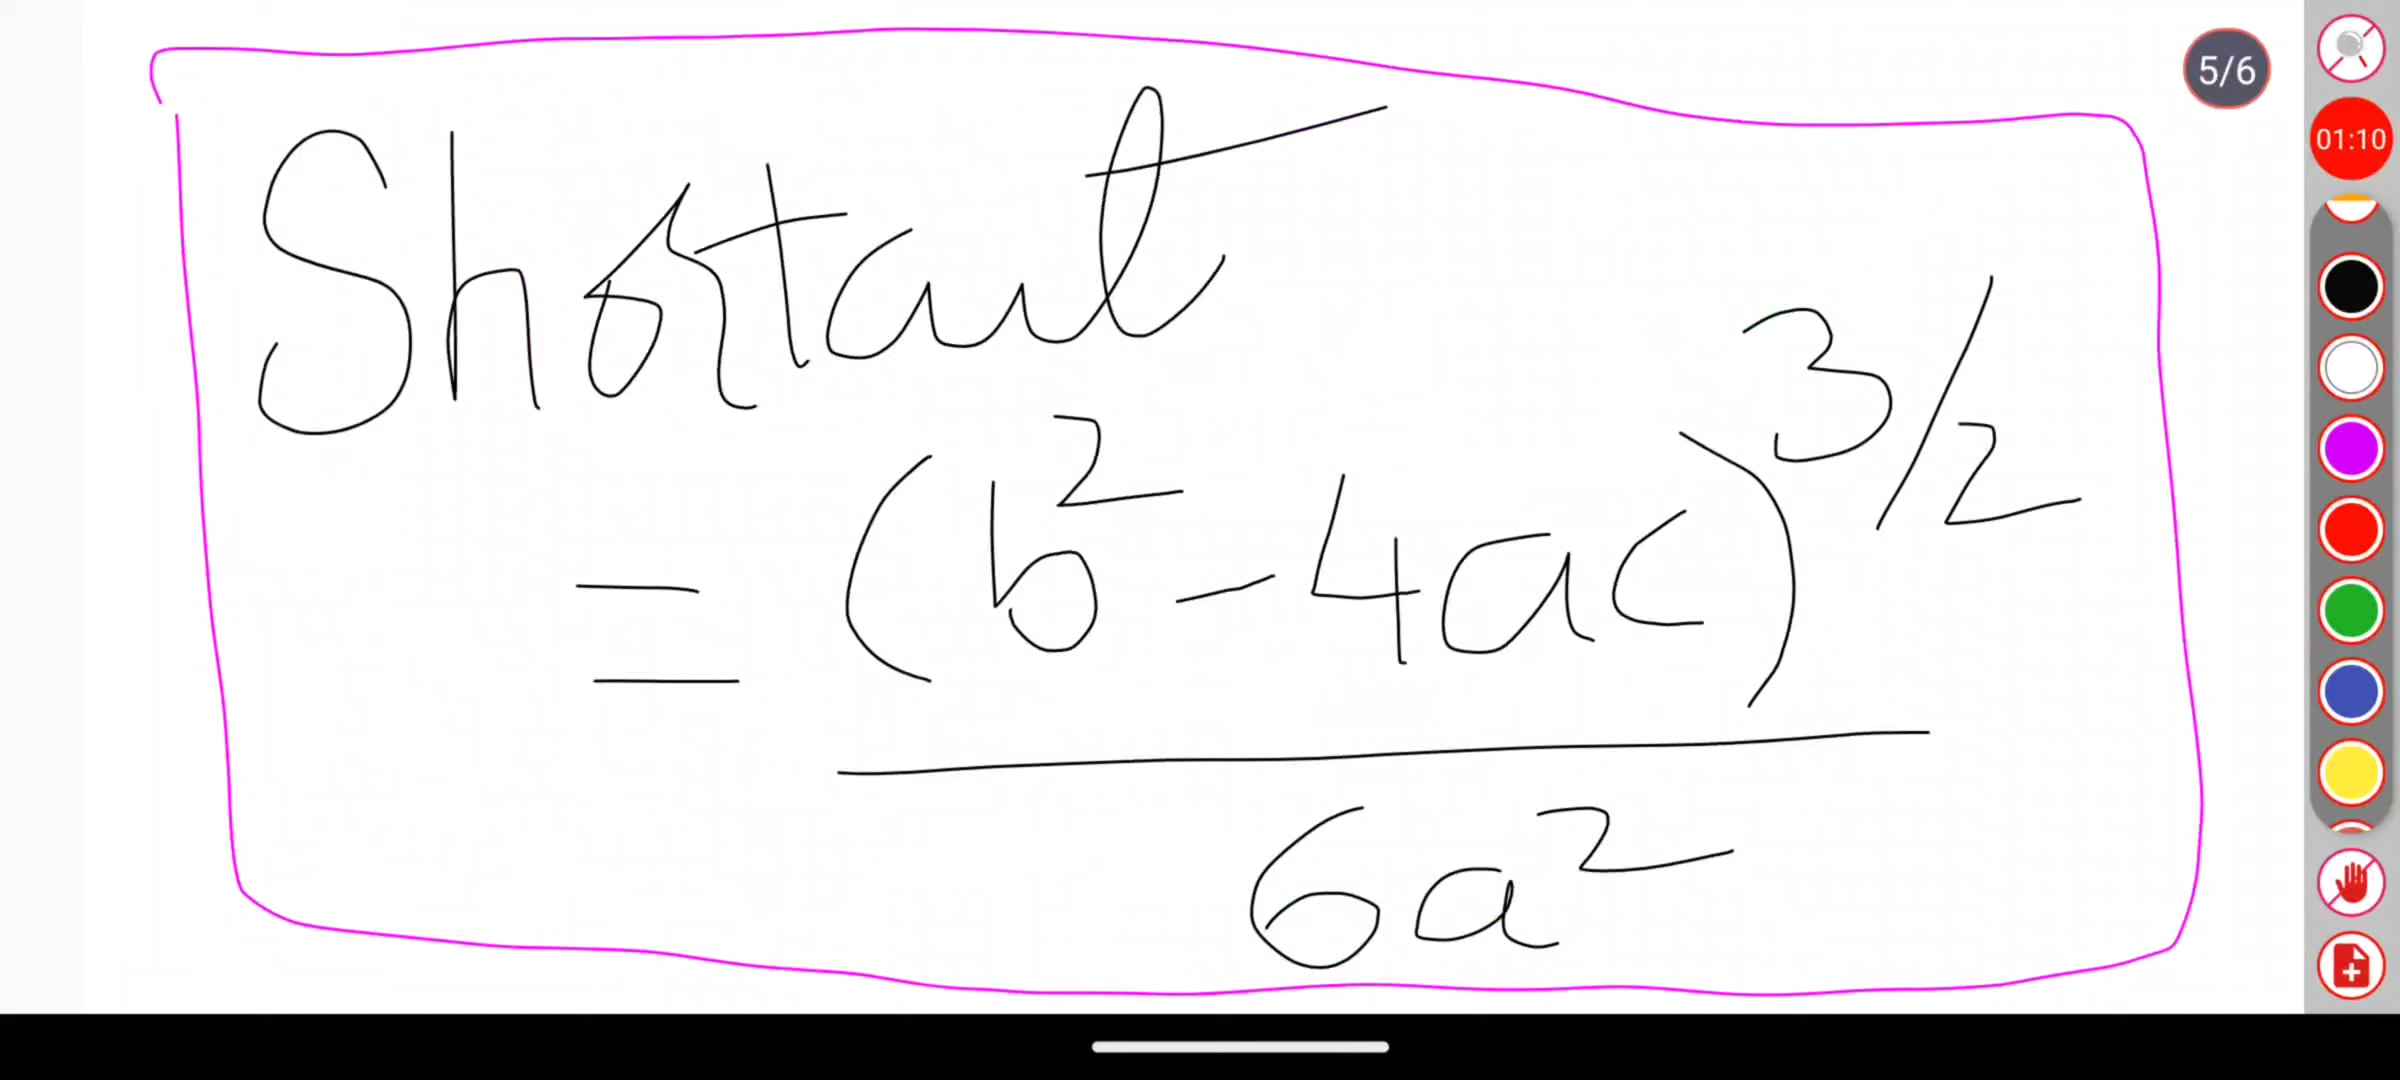 5/6
01:10
Shortcut
= (b² - 4ac)^3/2
6a²